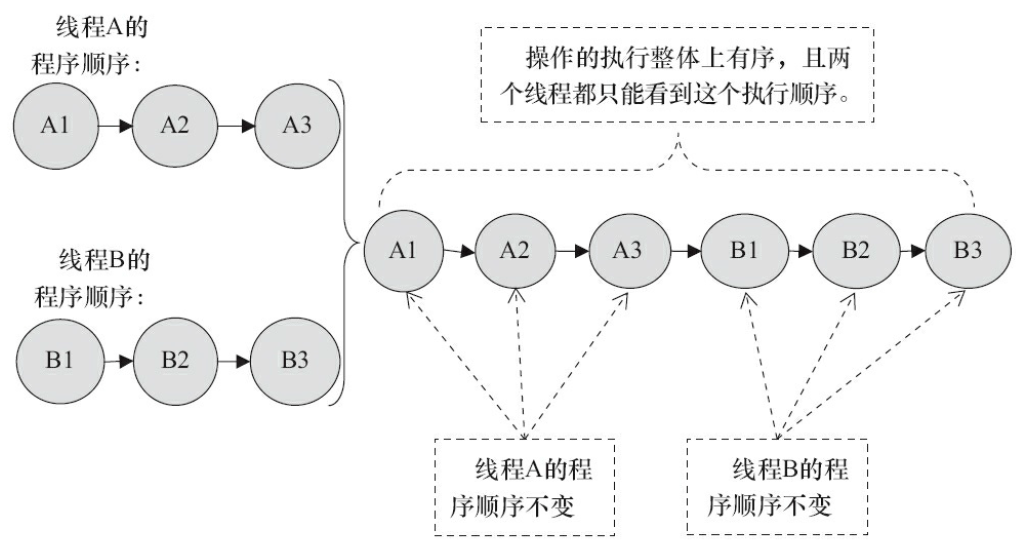 线程A的
程序顺序：
A1
A2
A3
线程B的
程序顺序：
B1
B2
B3
操作的执行整体上有序，且两
个线程都只能看到这个执行顺序。
A1
A2
A3
B1
B2
B3
线程A的程
序顺序不变
线程B的程
序顺序不变